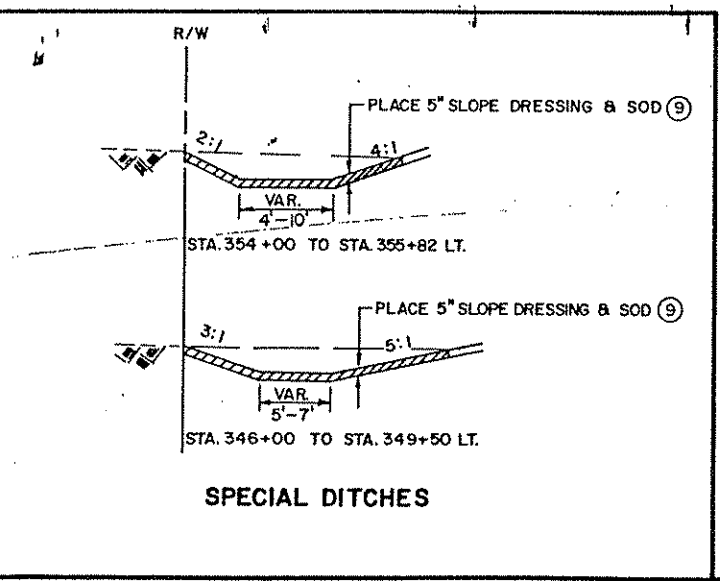 R/W
PLACE 5" SLOPE DRESSING & SOD 9
2:1
4:1
VAR.
4'-10'
STA. 354+00 TO STA. 355+82 LT.
PLACE 5" SLOPE DRESSING & SOD 9
3:1
5:1
VAR.
5'-7'
STA. 346+00 TO STA. 349+50 LT.
SPECIAL DITCHES